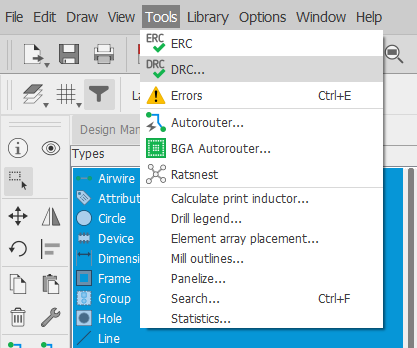 Edit Draw View Tools Library Options Window Help
ERC ERC
DRC DRC...
Errors Ctrl+E
Autorouter...
BGA Autorouter...
Ratsnest
Calculate print inductor...
Drill legend...
Element array placement...
Mill outlines...
Panelize...
Search... Ctrl+F
Statistics...
La
Design Man
Types
Airwire
Attribut
Circle
Device
Dimensi
Frame
Group
Hole
Line